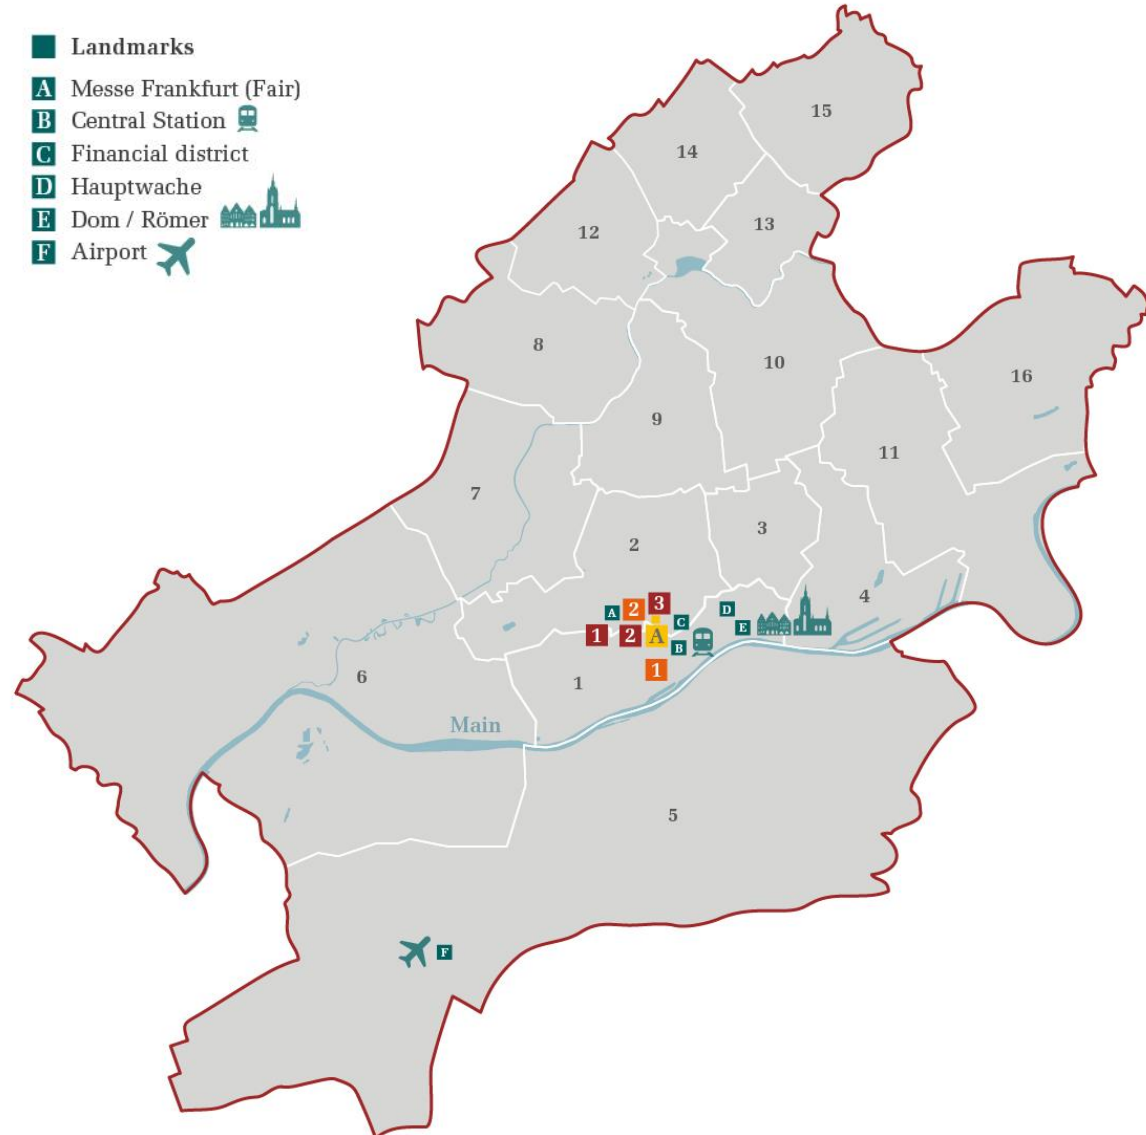 Landmarks
A Messe Frankfurt (Fair)
B Central Station
C Financial district
D Hauptwache
E Dom / Römer
F Airport
15
14
13
12
8
10
16
9
11
7
3
2
4
A 2 3 C D
E
1 2 A B
6
1
1
Main
5
F